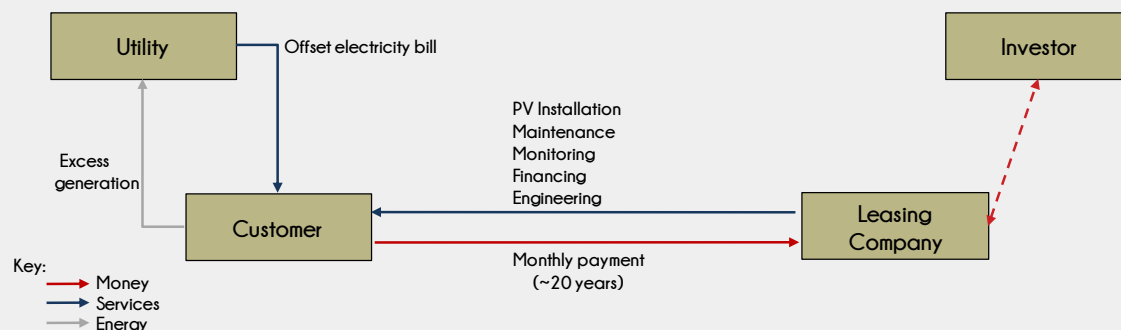 Utility
Offset electricity bill
Investor
PV Installation
Maintenance
Monitoring
Financing
Engineering
Excess
generation
Customer
Leasing
Company
Monthly payment
(~20 years)
Key:
Money
Services
Energy